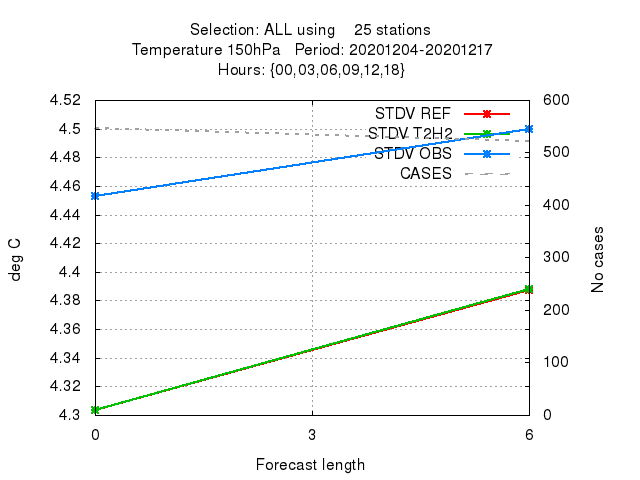 Selection: ALL using    25 stations
Temperature 150hPa   Period: 20201204-20201217
Hours: {00,03,06,09,12,18}
4.52
4.5
4.48
4.46
4.44
4.42
4.4
4.38
4.36
4.34
4.32
4.3
deg C
STDV REF
STDV T2H2
STDV OBS
CASES
600
500
400
300
200
100
0
No cases
0
3
6
Forecast length